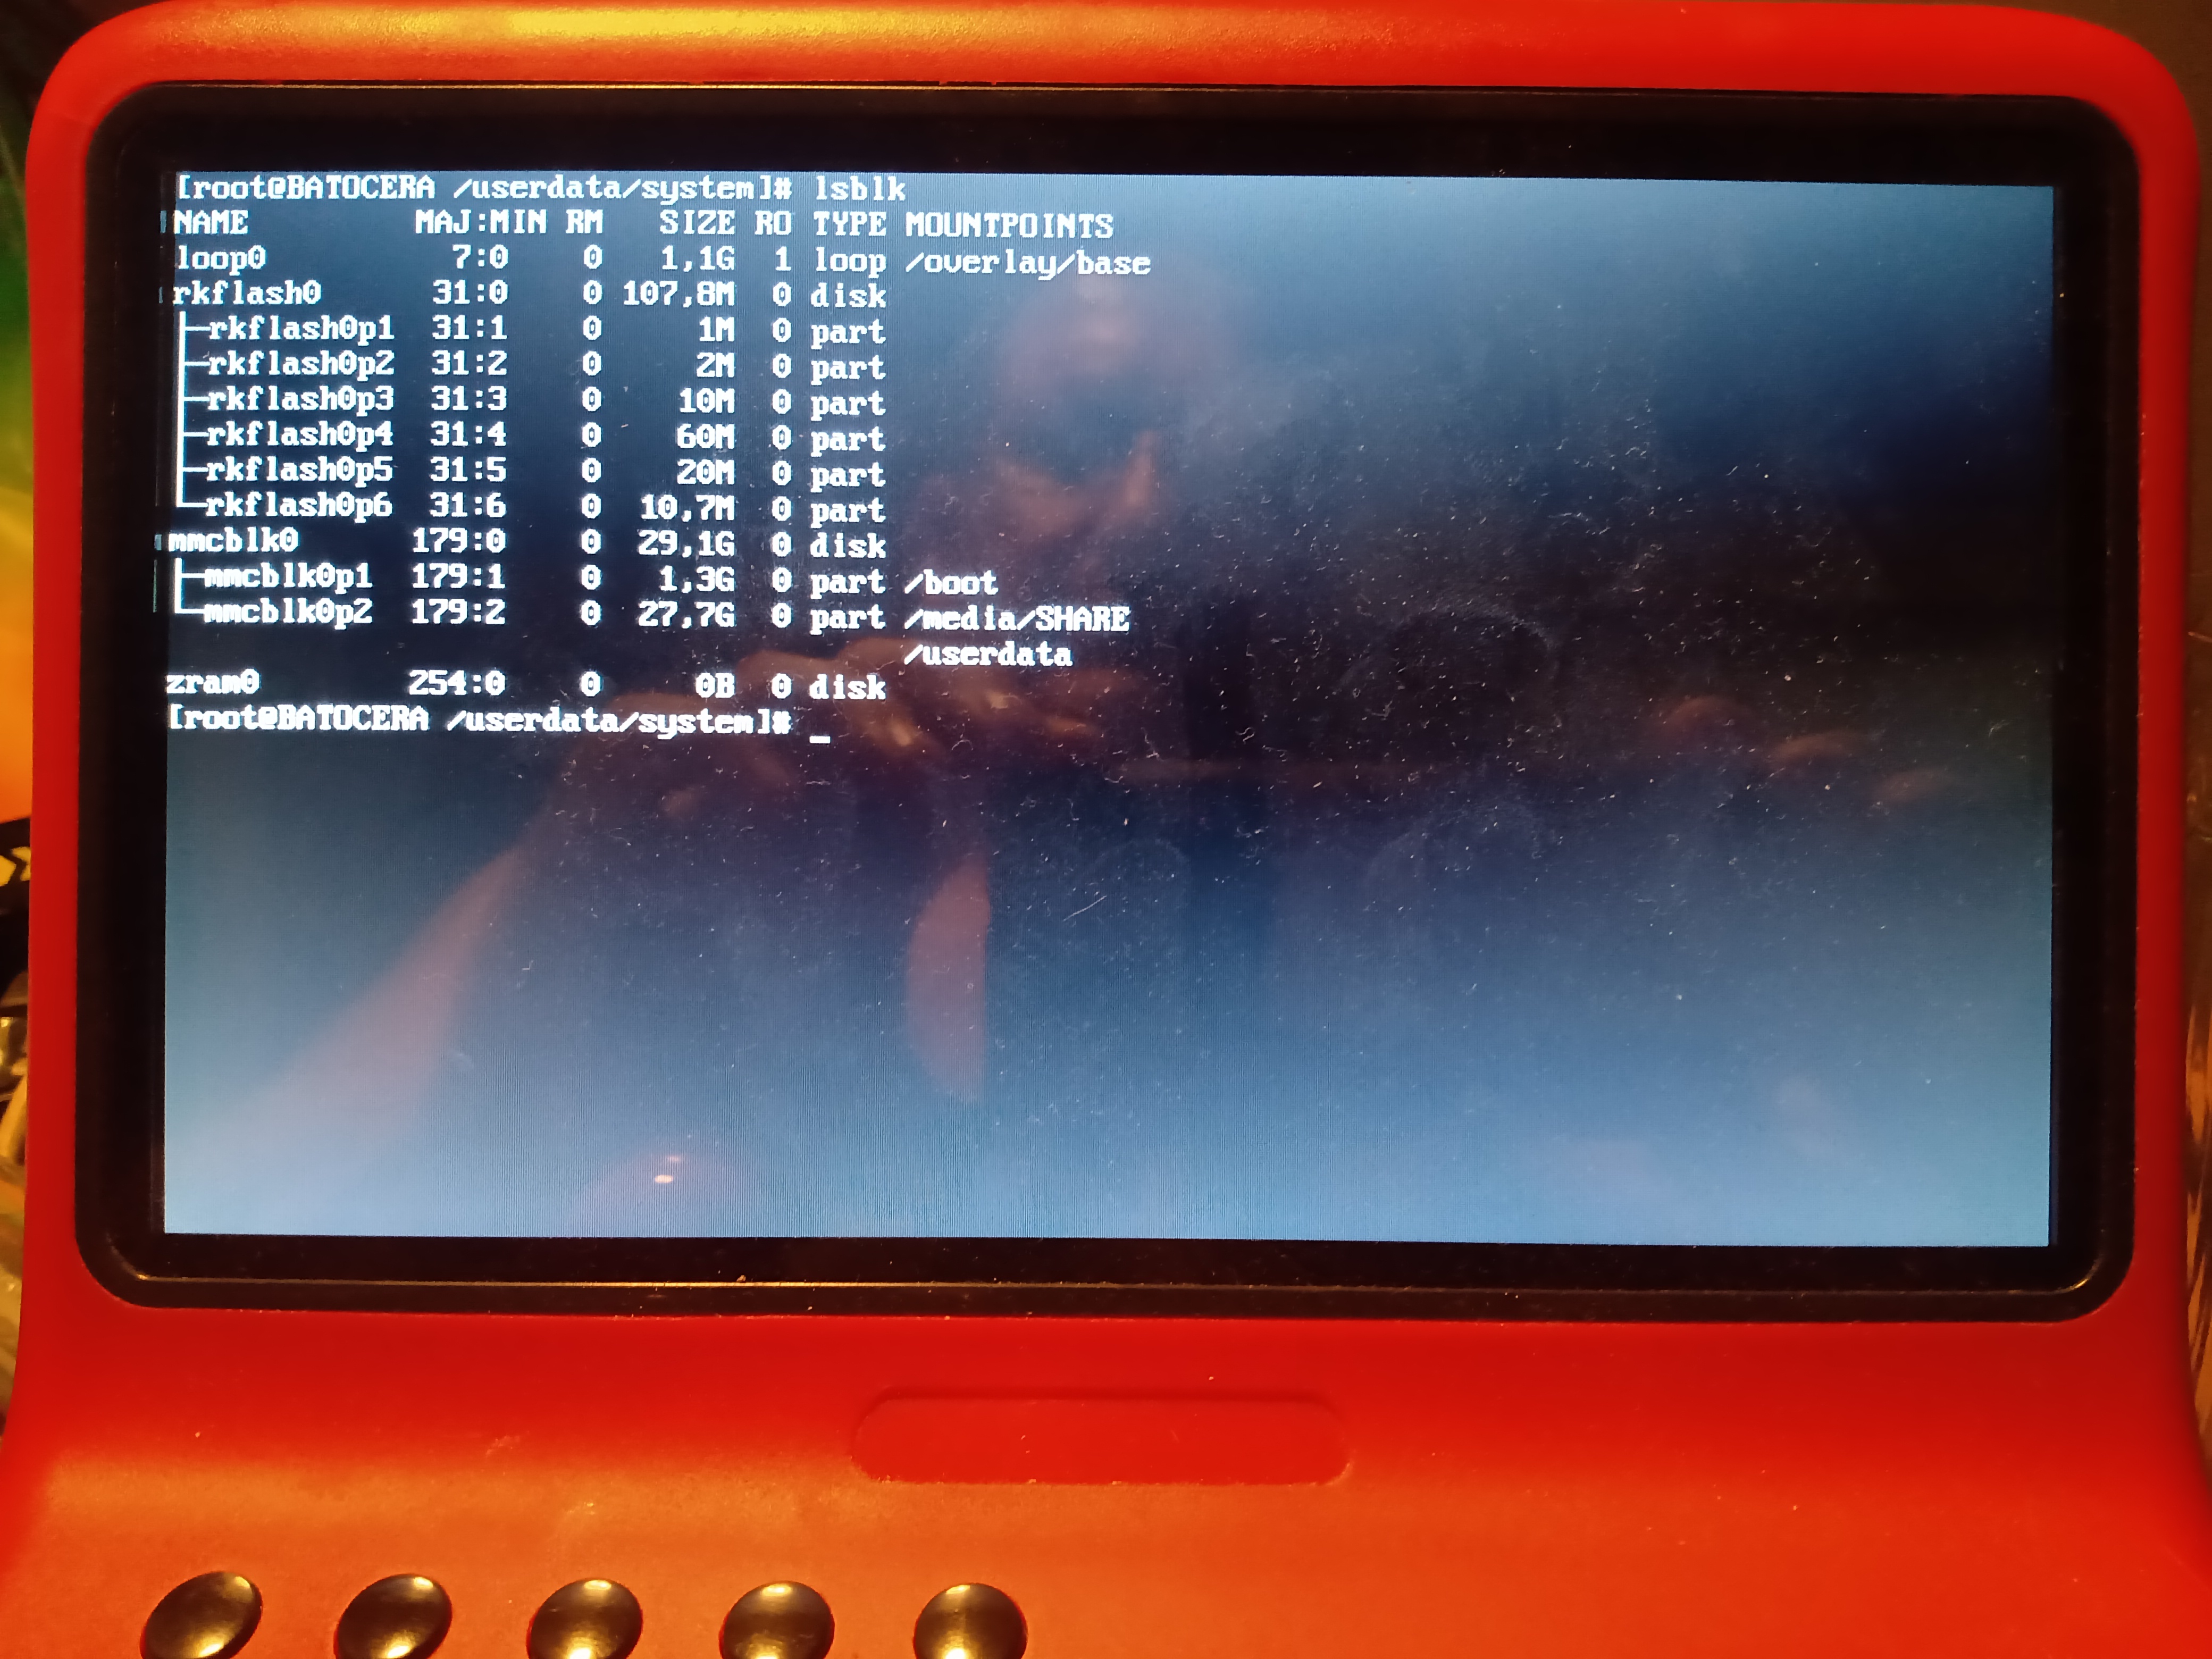 [root@BATOCERA /userdata/system]# lsblk
NAME MAJ:MIN RM SIZE RO TYPE MOUNTPOINTS
loop0 7:0 0 1,1G 1 loop /overlay/base
rkflash0 31:0 0 107,8M 0 disk
├─rkflash0p1 31:1 0 1M 0 part
├─rkflash0p2 31:2 0 2M 0 part
├─rkflash0p3 31:3 0 10M 0 part
├─rkflash0p4 31:4 0 60M 0 part
├─rkflash0p5 31:5 0 20M 0 part
└─rkflash0p6 31:6 0 10,7M 0 part
mmcblk0 179:0 0 29,1G 0 disk
├─mmcblk0p1 179:1 0 1,3G 0 part /boot
└─mmcblk0p2 179:2 0 27,7G 0 part /media/SHARE
/userdata
zram0 254:0 0 0B 0 disk
[root@BATOCERA /userdata/system]# _